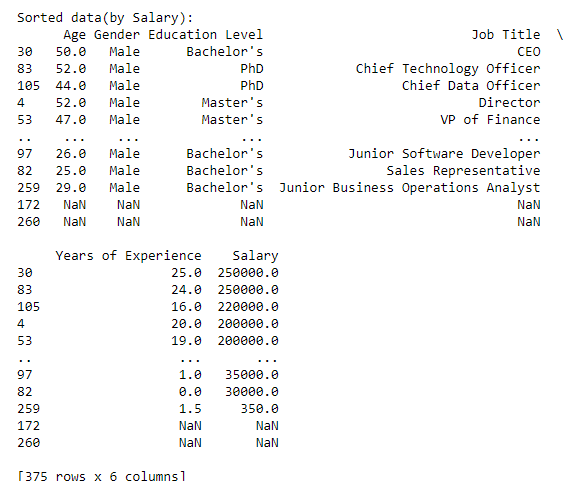 Sorted data(by Salary):
      Age Gender Education Level                            Job Title  \
30   50.0   Male      Bachelor's                                  CEO
83   52.0   Male             PhD             Chief Technology Officer
105  44.0   Male             PhD                   Chief Data Officer
4    52.0   Male        Master's                             Director
53   47.0   Male        Master's                        VP of Finance
..    ...    ...             ...                                  ...
97   26.0   Male      Bachelor's            Junior Software Developer
82   25.0   Male      Bachelor's                 Sales Representative
259  29.0   Male      Bachelor's  Junior Business Operations Analyst
172   NaN    NaN             NaN                                  NaN
260   NaN    NaN             NaN                                  NaN

     Years of Experience    Salary
30                  25.0  250000.0
83                  24.0  250000.0
105                 16.0  220000.0
4                   20.0  200000.0
53                  19.0  200000.0
..                   ...       ...
97                   1.0   35000.0
82                   0.0   30000.0
259                  1.5     350.0
172                  NaN       NaN
260                  NaN       NaN

[375 rows x 6 columns]